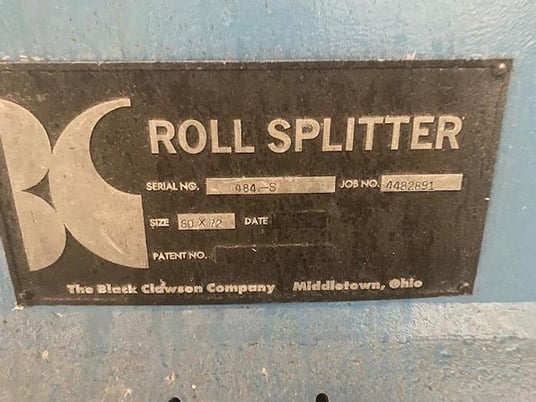 BC
ROLL SPLITTER
SERIAL NO. 484-S JOB NO. 4482891
SIZE 60 X 72 DATE
PATENT NO.
The Black Clawson Company Middletown, Ohio